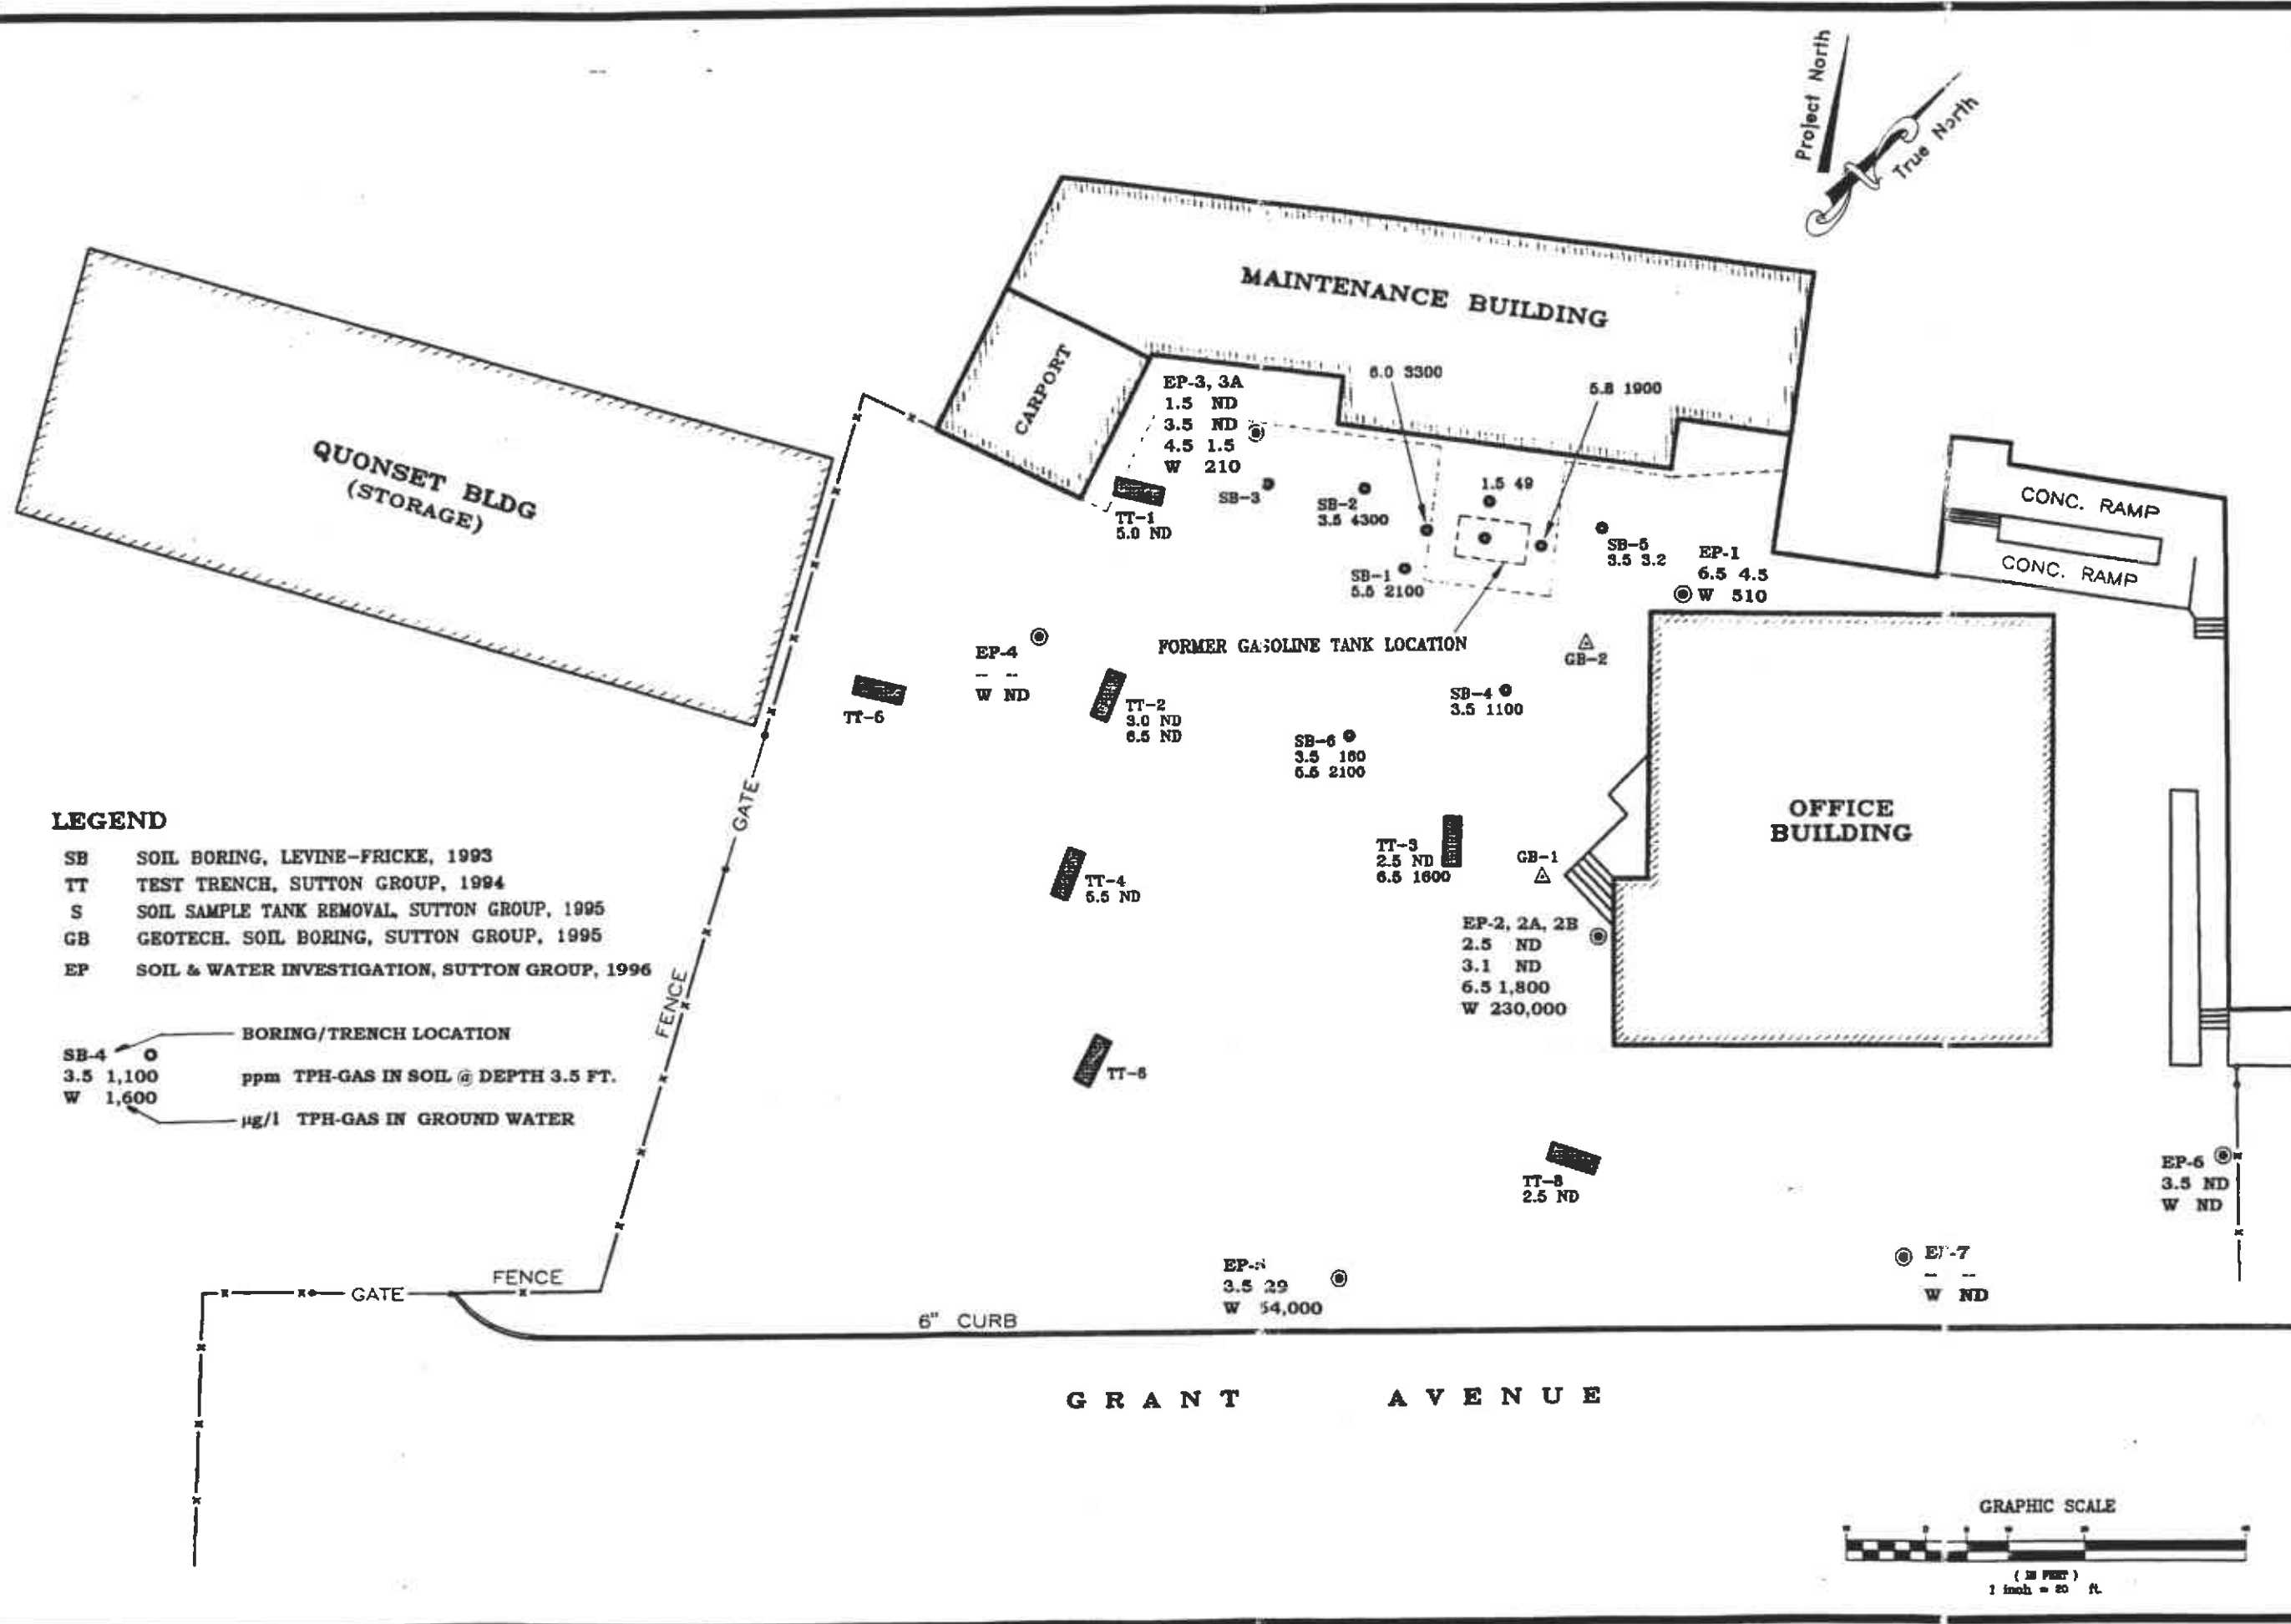 Project North
True North
MAINTENANCE BUILDING
CARPORT
QUONSET BLDG
(STORAGE)
EP-3, 3A
1.5 ND
3.5 ND
4.5 1.5
W 210
6.0 3300
5.8 1900
1.5 49
SB-3
SB-2
3.5 4300
TT-1
5.0 ND
SB-1
5.5 2100
SB-5
3.5 3.2
EP-1
6.5 4.5
W 510
CONC. RAMP
CONC. RAMP
FORMER GASOLINE TANK LOCATION
GB-2
EP-4
-- --
W ND
TT-5
TT-2
3.0 ND
6.5 ND
SB-4
3.5 1100
SB-6
3.5 160
5.5 2100
GATE
OFFICE
BUILDING
TT-3
2.5 ND
6.5 1600
GB-1
TT-4
5.5 ND
EP-2, 2A, 2B
2.5 ND
3.1 ND
6.5 1,800
W 230,000
LEGEND
SB SOIL BORING, LEVINE-FRICKE, 1993
TT TEST TRENCH, SUTTON GROUP, 1994
S SOIL SAMPLE TANK REMOVAL, SUTTON GROUP, 1995
GB GEOTECH. SOIL BORING, SUTTON GROUP, 1995
EP SOIL & WATER INVESTIGATION, SUTTON GROUP, 1996
FENCE
BORING/TRENCH LOCATION
SB-4
3.5 1,100 ppm TPH-GAS IN SOIL @ DEPTH 3.5 FT.
W 1,600
µg/l TPH-GAS IN GROUND WATER
TT-6
TT-8
2.5 ND
EP-6
3.5 ND
W ND
3.5 29
W 54,000
-- --
W ND
GATE
FENCE
6" CURB
GRANT AVENUE
GRAPHIC SCALE
( IN FEET )
1 inch = 20 ft.